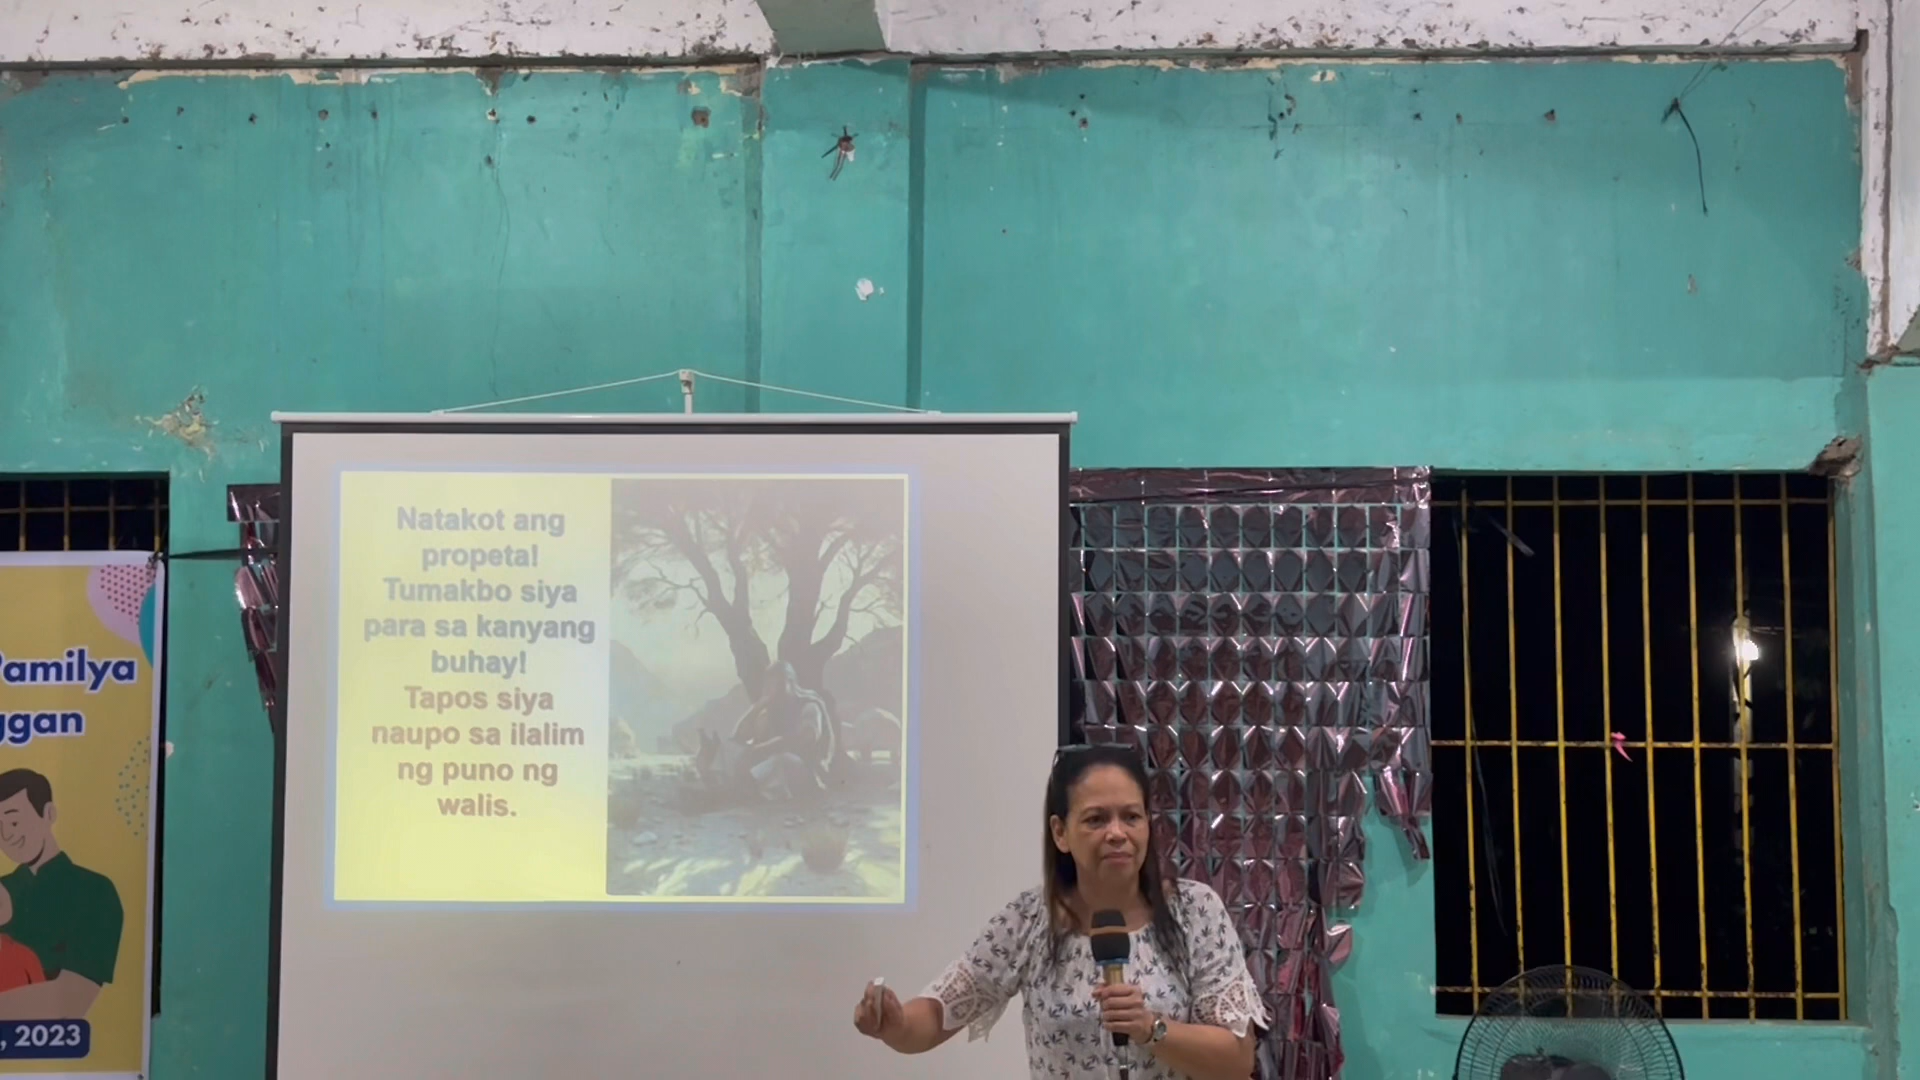 Natakot ang
propeta!
Tumakbo siya
para sa kanyang
buhay!
Tapos siya
naupo sa ilalim
ng puno ng
walis.
Pamilya
ggan
, 2023